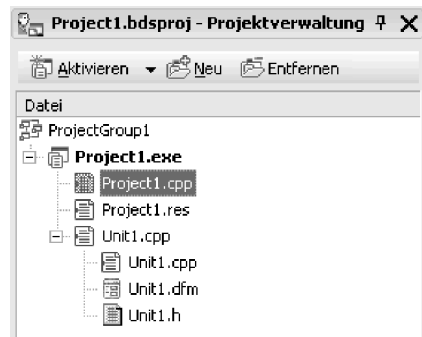 Project1.bdsproj - Projektverwaltung
Aktivieren Neu Entfernen
Datei
ProjectGroup1
Project1.exe
Project1.cpp
Project1.res
Unit1.cpp
Unit1.cpp
Unit1.dfm
Unit1.h